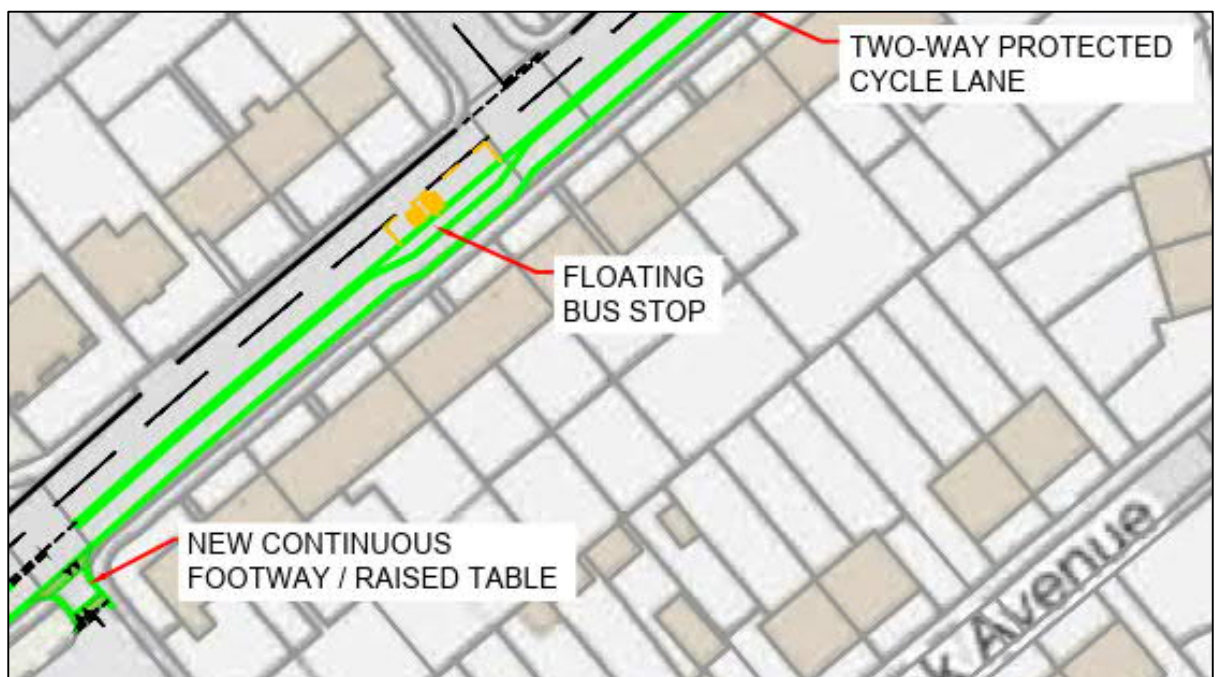 TWO-WAY PROTECTED
CYCLE LANE
FLOATING
BUS STOP
NEW CONTINUOUS
FOOTWAY / RAISED TABLE
k Avenue